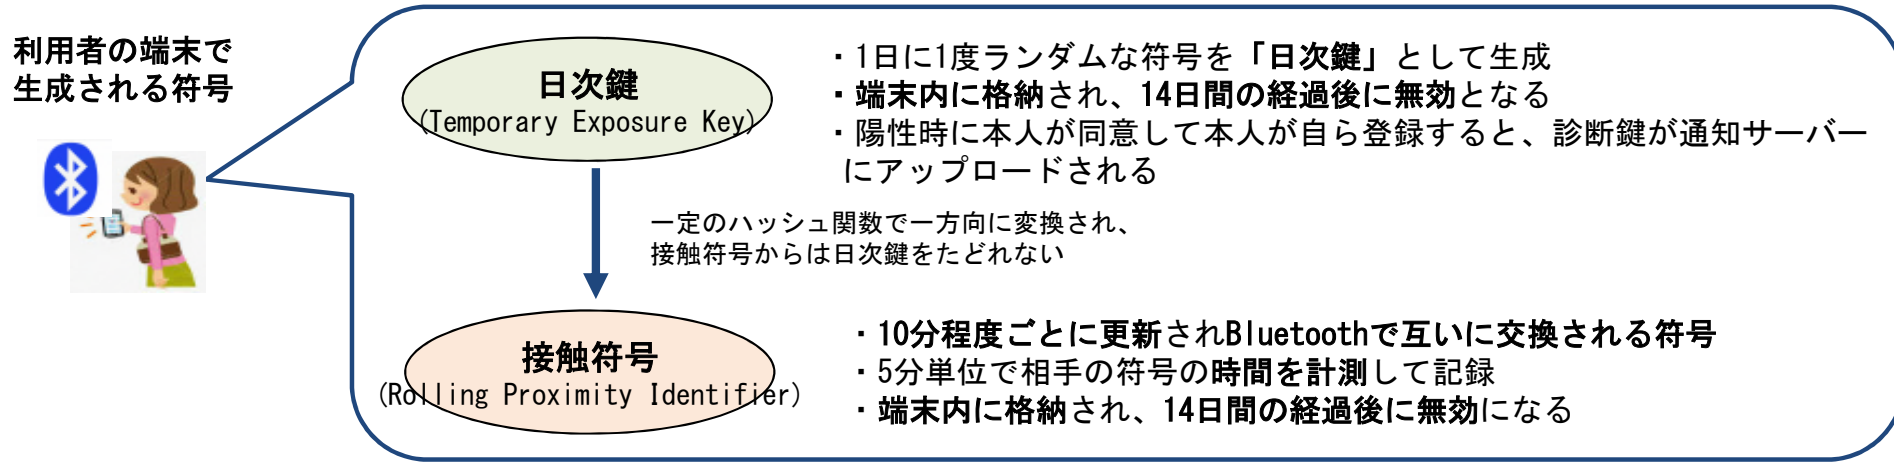 利用者の端末で
生成される符号
日次鍵
(Temporary Exposure Key)
・1日に1度ランダムな符号を「日次鍵」として生成
・端末内に格納され、14日間の経過後に無効となる
・陽性時に本人が同意して本人が自ら登録すると、診断鍵が通知サーバー
にアップロードされる
一定のハッシュ関数で一方向に変換され、
接触符号からは日次鍵をたどれない
接触符号
(Rolling Proximity Identifier)
・10分程度ごとに更新されBluetoothで互いに交換される符号
・5分単位で相手の符号の時間を計測して記録
・端末内に格納され、14日間の経過後に無効になる